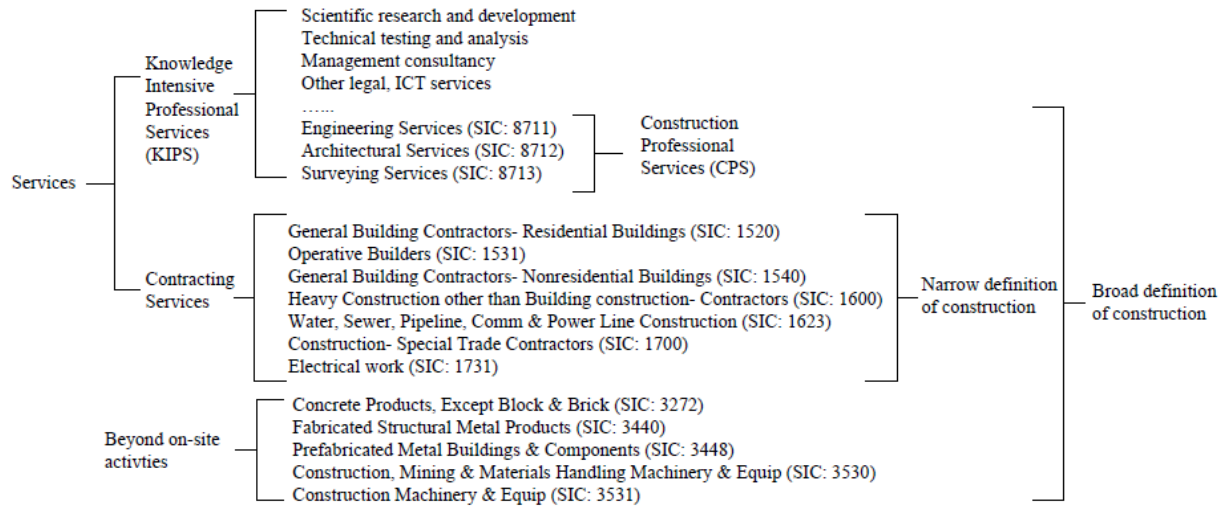 Scientific research and development
Technical testing and analysis
Management consultancy
Other legal, ICT services
…...
Engineering Services (SIC: 8711)
Architectural Services (SIC: 8712)
Surveying Services (SIC: 8713)
Knowledge
Intensive
Professional
Services
(KIPS)
Construction
Professional
Services (CPS)
Services
General Building Contractors- Residential Buildings (SIC: 1520)
Operative Builders (SIC: 1531)
General Building Contractors- Nonresidential Buildings (SIC: 1540)
Heavy Construction other than Building construction- Contractors (SIC: 1600)
Water, Sewer, Pipeline, Comm & Power Line Construction (SIC: 1623)
Construction- Special Trade Contractors (SIC: 1700)
Electrical work (SIC: 1731)
Contracting
Services
Narrow definition
of construction
Broad definition
of construction
Concrete Products, Except Block & Brick (SIC: 3272)
Fabricated Structural Metal Products (SIC: 3440)
Prefabricated Metal Buildings & Components (SIC: 3448)
Construction, Mining & Materials Handling Machinery & Equip (SIC: 3530)
Construction Machinery & Equip (SIC: 3531)
Beyond on-site
activties